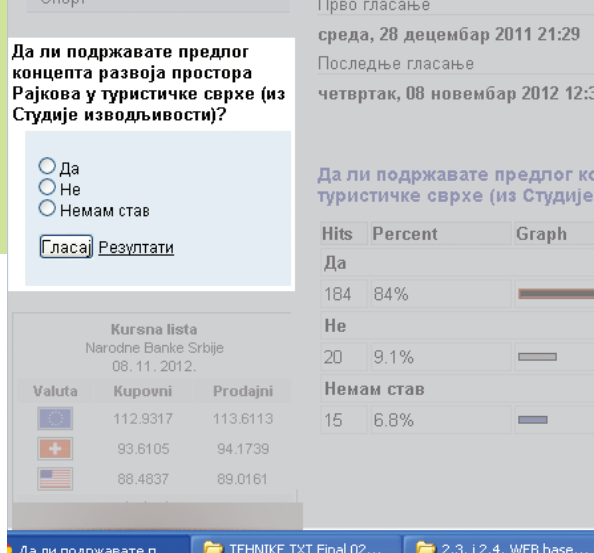 Спорт
Да ли подржавате предлог
концепта развоја простора
Рајкова у туристичке сврхе (из
Студије изводљивости)?
Да
Не
Немам став
Гласај Резултати
Kursna lista
Narodne Banke Srbije
08. 11. 2012.
Valuta Kupovni Prodajni
112.9317 113.6113
93.6105 94.1739
88.4837 89.0161
Прво гласање
среда, 28 децембар 2011 21:29
Последње гласање
четвртак, 08 новембар 2012 12:3
Да ли подржавате предлог ко
туристичке сврхе (из Студије
Hits Percent Graph
Да
184 84%
Не
20 9.1%
Немам став
15 6.8%
Да ли подржавате п...
TEHNIKE TXT Final 02...
2.3. i 2.4. WEB base...